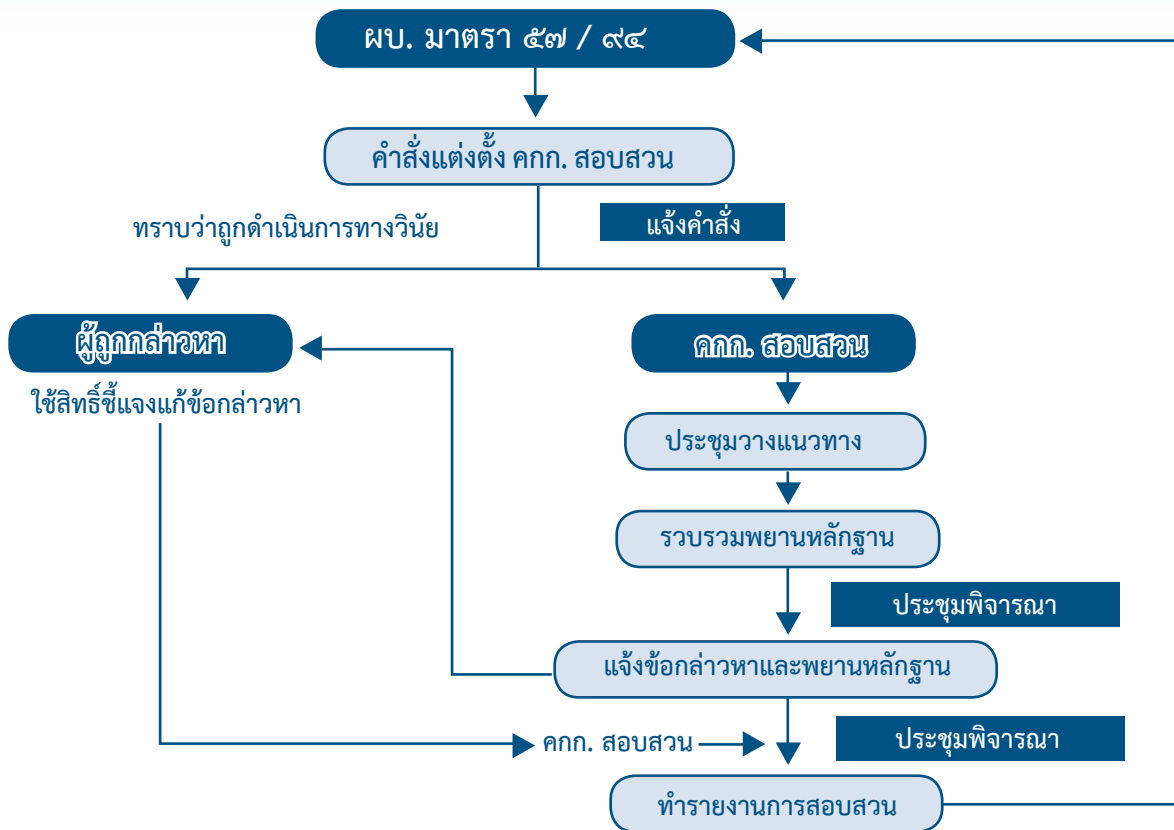 ผบ. มาตรา ๕๗ / ๙๔
คำสั่งแต่งตั้ง คกก. สอบสวน
ทราบว่าถูกดำเนินการทางวินัย
แจ้งคำสั่ง
ผู้ถูกกล่าวหา
คกก. สอบสวน
ใช้สิทธิ์ชี้แจงแก้ข้อกล่าวหา
ประชุมวางแนวทาง
รวบรวมพยานหลักฐาน
ประชุมพิจารณา
แจ้งข้อกล่าวหาและพยานหลักฐาน
คกก. สอบสวน
ประชุมพิจารณา
ทำรายงานการสอบสวน